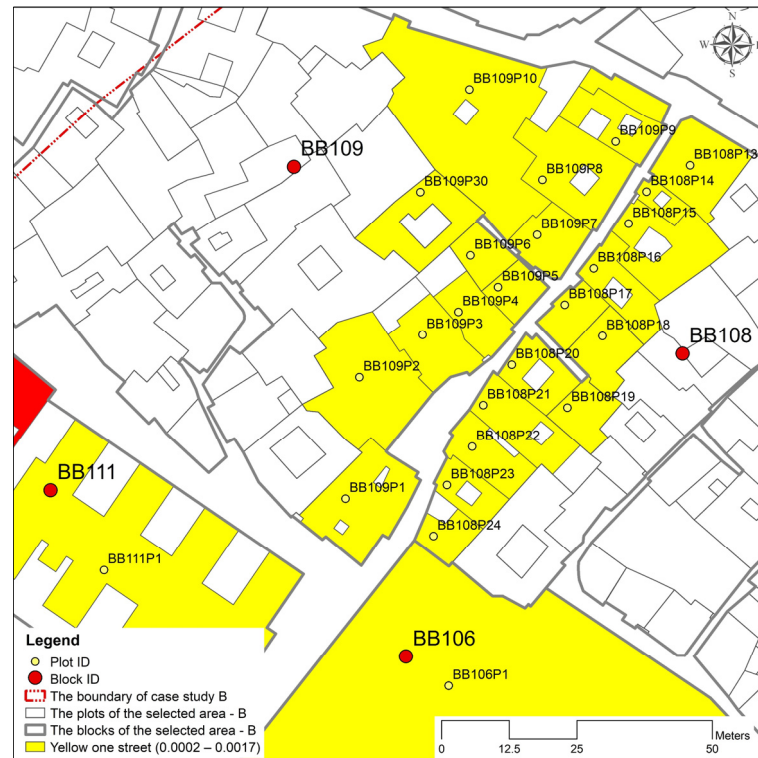 N
W
S
BB109P10
BB109P9
BB108P13
BB109
BB109P8
BB108P14
BB109P30
BB108P15
BB109P7
BB109P6
BB108P16
BB109P5
BB108P17
BB109P4
BB109P3
BB108P18
BB108
BB108P20
BB109P2
BB108P21
BB108P19
BB108P22
BB111
BB108P23
BB109P1
BB108P24
BB111P1
BB106
BB106P1
Legend
Plot ID
Block ID
The boundary of case study B
The plots of the selected area - B
The blocks of the selected area - B
Yellow one street (0.0002 – 0.0017)
Meters
0 12.5 25 50